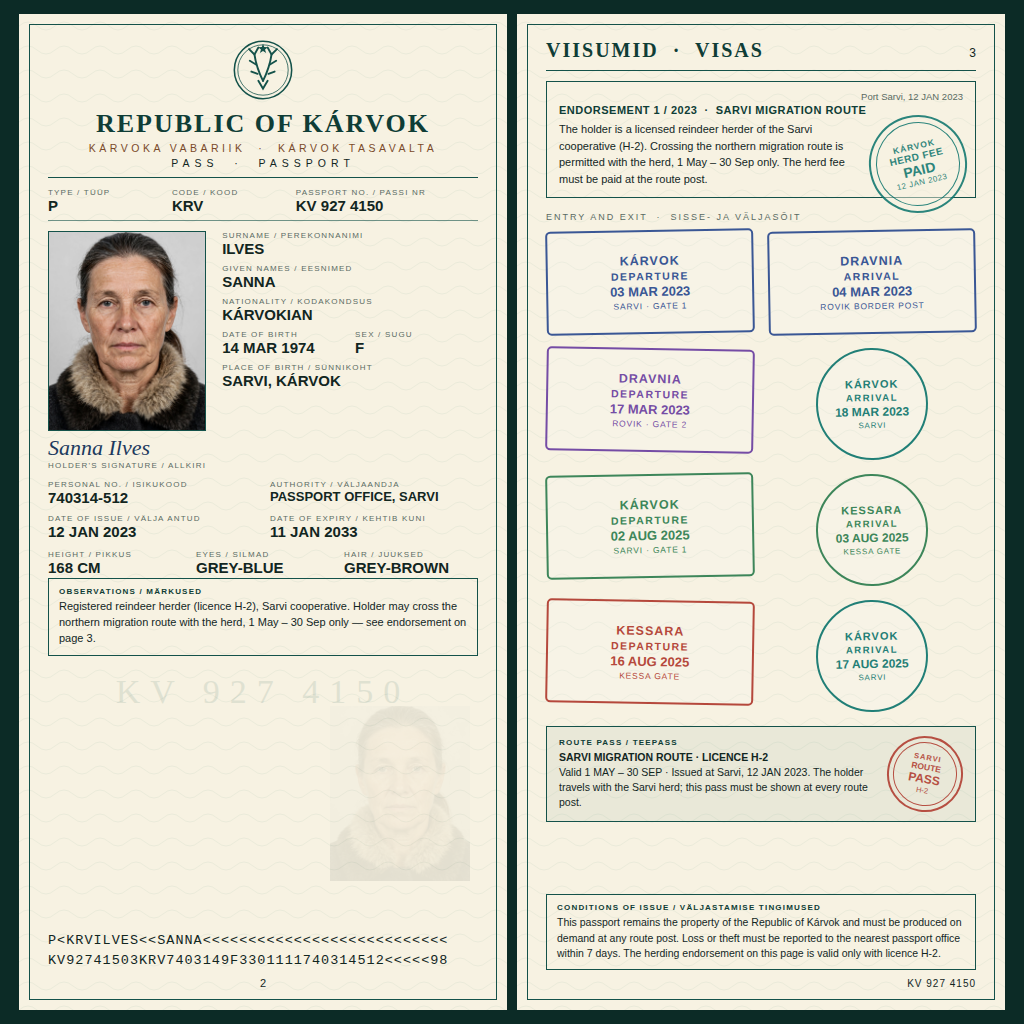 REPUBLIC OF KÁRVOK
KÁRVOKA VABARIIK · KÁRVOK TASAVALTA
PASS · PASSPORT
TYPE / TÜÜP CODE / KOOD PASSPORT NO. / PASSI NR
P KRV KV 927 4150
SURNAME / PEREKONNANIMI
ILVES
GIVEN NAMES / EESNIMED
SANNA
NATIONALITY / KODAKONDSUS
KÁRVOKIAN
DATE OF BIRTH SEX / SUGU
14 MAR 1974 F
PLACE OF BIRTH / SÜNNIKOHT
SARVI, KÁRVOK
Sanna Ilves
HOLDER'S SIGNATURE / ALLKIRI
PERSONAL NO. / ISIKUKOOD AUTHORITY / VÄLJAANDJA
740314-512 PASSPORT OFFICE, SARVI
DATE OF ISSUE / VÄLJA ANTUD DATE OF EXPIRY / KEHTIB KUNI
12 JAN 2023 11 JAN 2033
HEIGHT / PIKKUS EYES / SILMAD HAIR / JUUKSED
168 CM GREY-BLUE GREY-BROWN
OBSERVATIONS / MÄRKUSED
Registered reindeer herder (licence H-2), Sarvi cooperative. Holder may cross the
northern migration route with the herd, 1 May – 30 Sep only — see endorsement on
page 3.
KV 927 4150
P<KRVILVES<<SANNA<<<<<<<<<<<<<<<<<<<<<<<<<<<
KV92741503KRV7403149F3301111740314512<<<<<98
2
VIISUMID · VISAS
3
Port Sarvi, 12 JAN 2023
ENDORSEMENT 1 / 2023 · SARVI MIGRATION ROUTE
The holder is a licensed reindeer herder of the Sarvi
cooperative (H-2). Crossing the northern migration route is
permitted with the herd, 1 May – 30 Sep only. The herd fee
must be paid at the route post.
KÁRVOK
HERD FEE
PAID
12 JAN 2023
ENTRY AND EXIT · SISSE- JA VÄLJASÕIT
KÁRVOK
DEPARTURE
03 MAR 2023
SARVI · GATE 1
DRAVNIA
ARRIVAL
04 MAR 2023
ROVIK BORDER POST
DRAVNIA
DEPARTURE
17 MAR 2023
ROVIK · GATE 2
KÁRVOK
ARRIVAL
18 MAR 2023
SARVI
KÁRVOK
DEPARTURE
02 AUG 2025
SARVI · GATE 1
KESSARA
ARRIVAL
03 AUG 2025
KESSA GATE
KESSARA
DEPARTURE
16 AUG 2025
KESSA GATE
KÁRVOK
ARRIVAL
17 AUG 2025
SARVI
ROUTE PASS / TEEPASS
SARVI MIGRATION ROUTE · LICENCE H-2
Valid 1 MAY – 30 SEP · Issued at Sarvi, 12 JAN 2023. The holder
travels with the Sarvi herd; this pass must be shown at every route
post.
SARVI
ROUTE
PASS
H-2
CONDITIONS OF ISSUE / VÄLJASTAMISE TINGIMUSED
This passport remains the property of the Republic of Kárvok and must be produced on
demand at any route post. Loss or theft must be reported to the nearest passport office
within 7 days. The herding endorsement on this page is valid only with licence H-2.
KV 927 4150